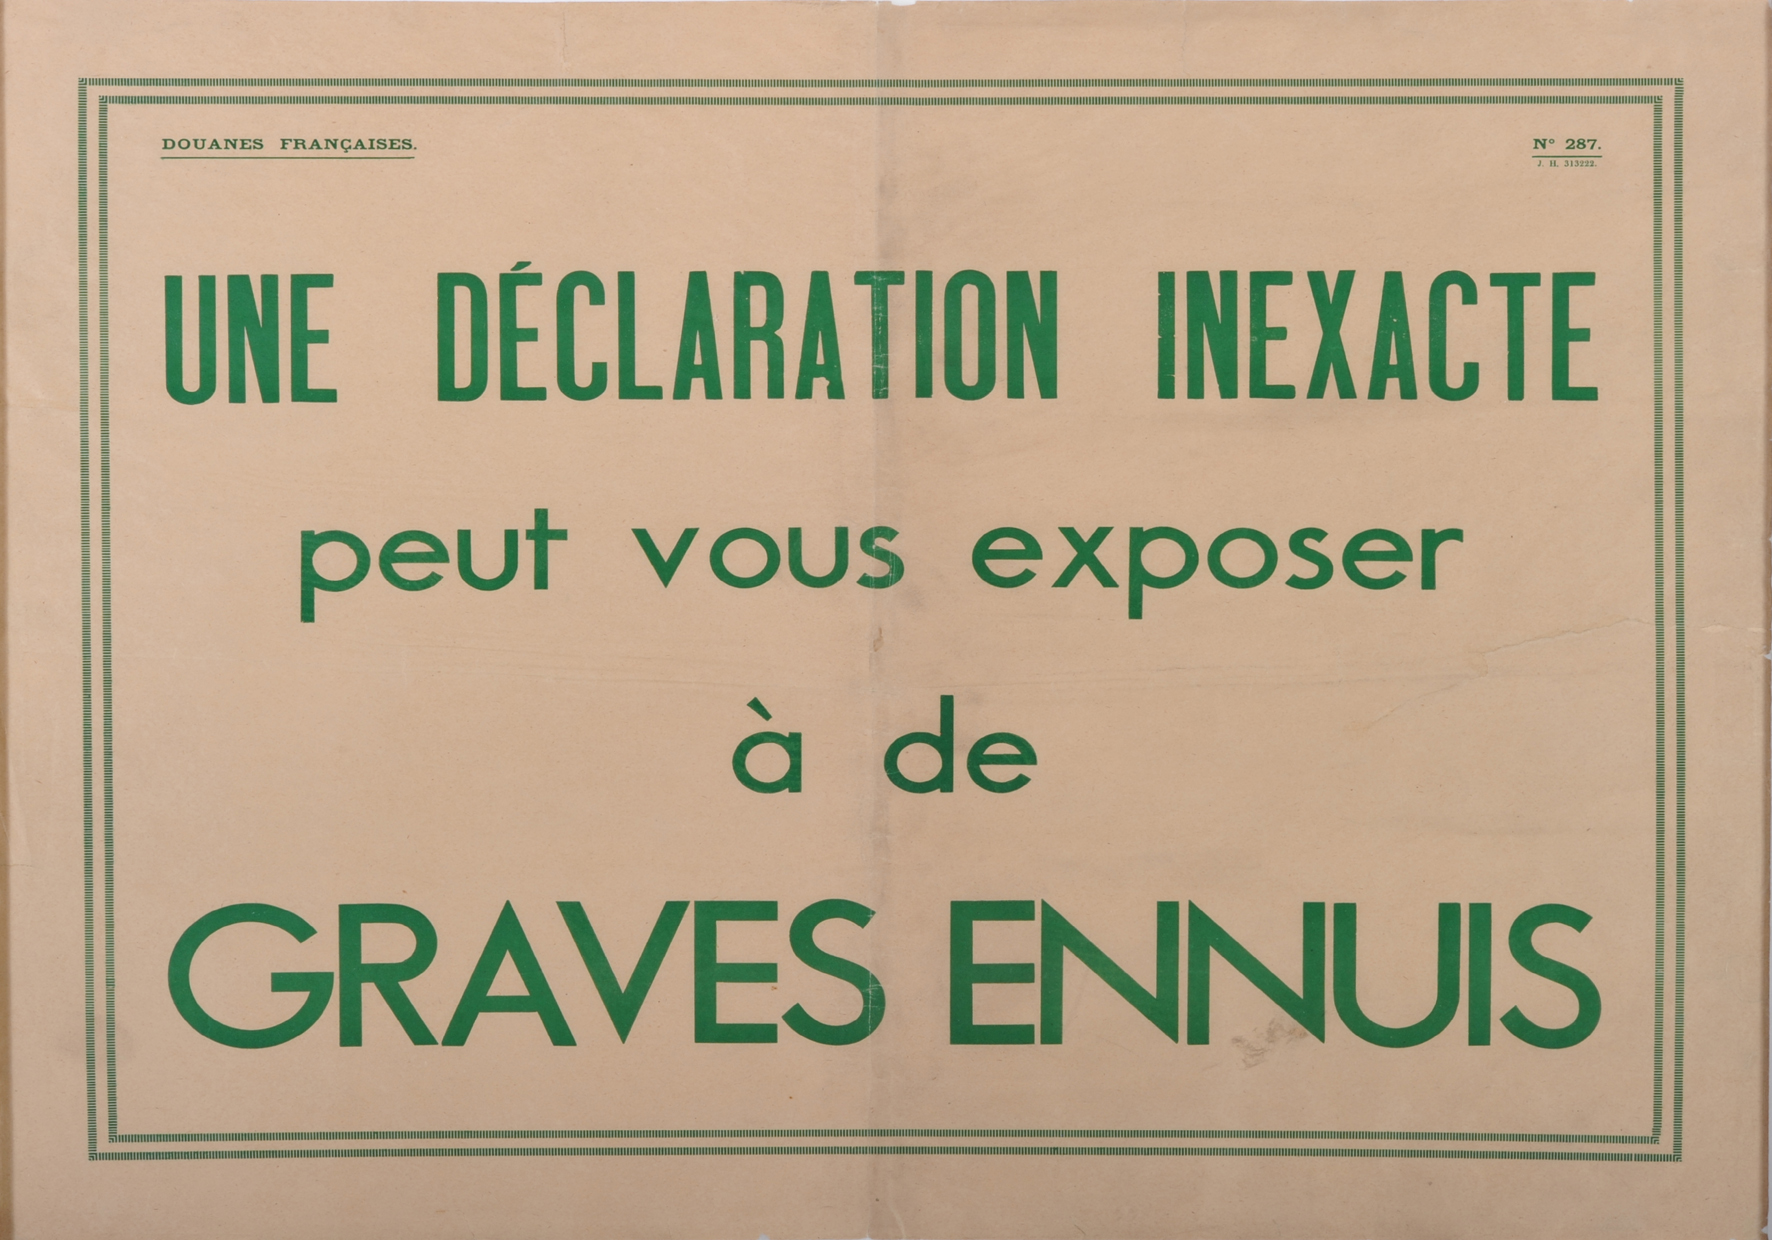 DOUANES FRANÇAISES.
N° 287.
J. H. 313222.
UNE DÉCLARATION INEXACTE
peut vous exposer
à de
GRAVES ENNUIS